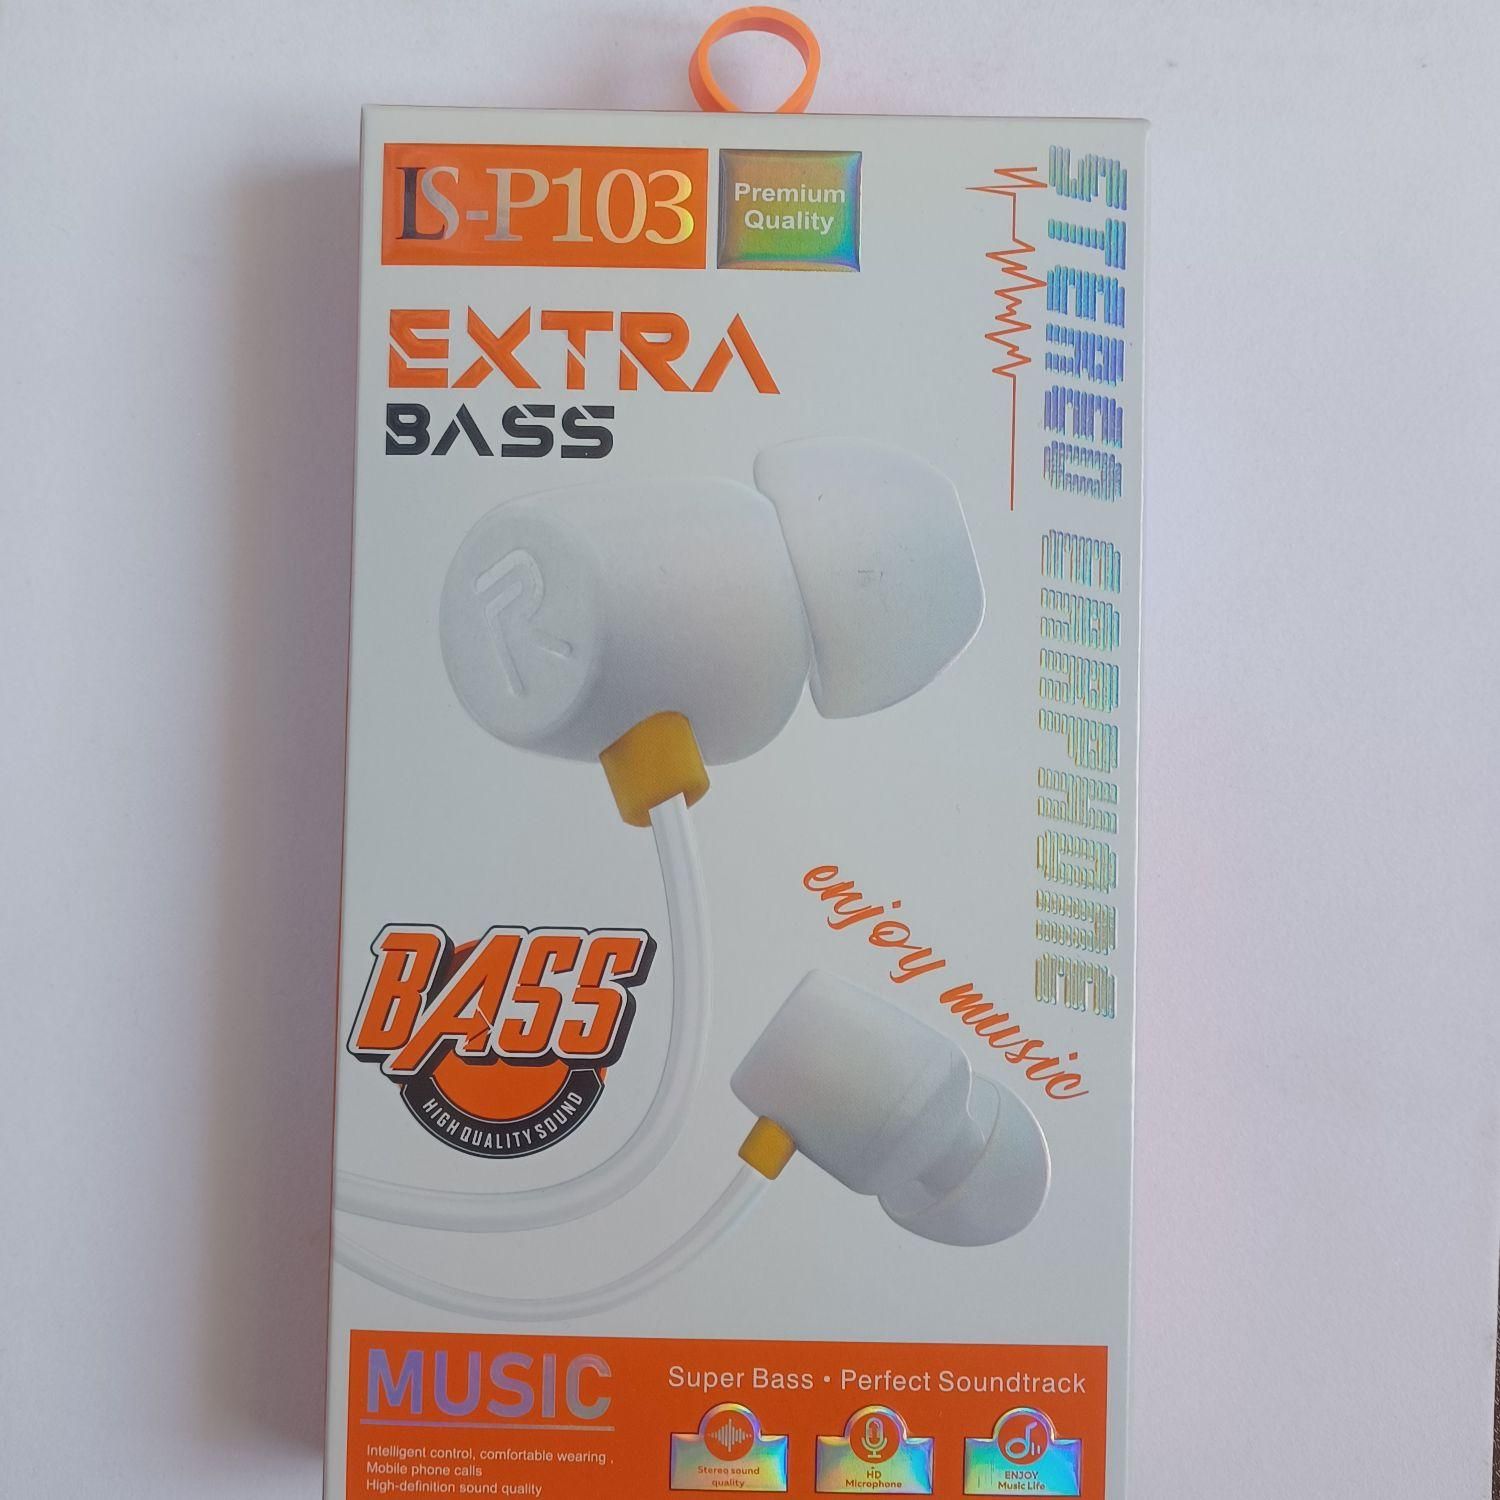 LS-P103
Premium
Quality
EXTRA
BASS
STEREO EARPHONE
R
enjoy music
BASS
HIGH QUALITY SOUND
MUSIC
Super Bass • Perfect Soundtrack
Intelligent control, comfortable wearing .
Mobile phone calls
High-definition sound quality
Stereo sound
quality
HD
Microphone
ENJOY
Music Life